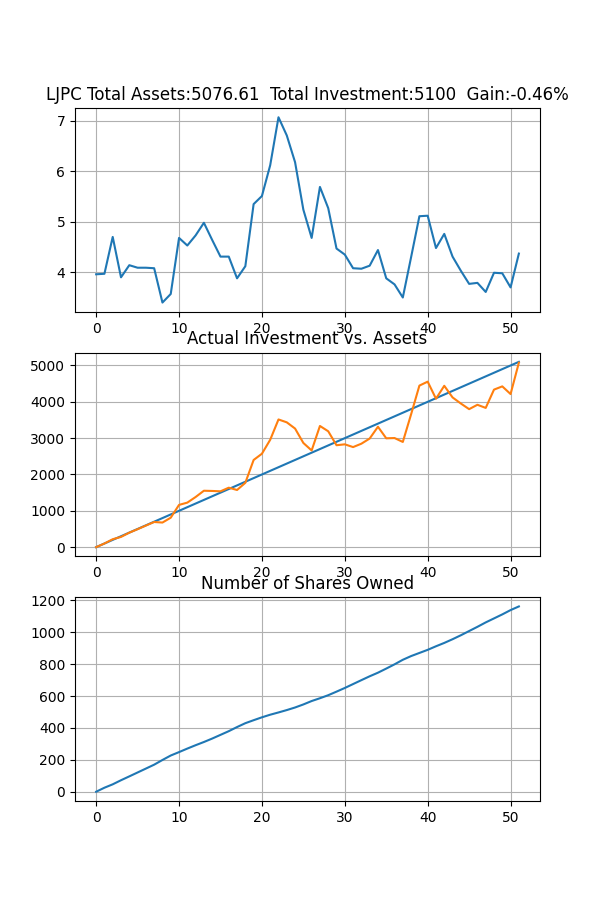 LJPC Total Assets:5076.61  Total Investment:5100  Gain:-0.46%
7
6
5
4
0 10 20 30 40 50
Actual Investment vs. Assets
5000
4000
3000
2000
1000
0
0 10 20 30 40 50
Number of Shares Owned
1200
1000
800
600
400
200
0
0 10 20 30 40 50